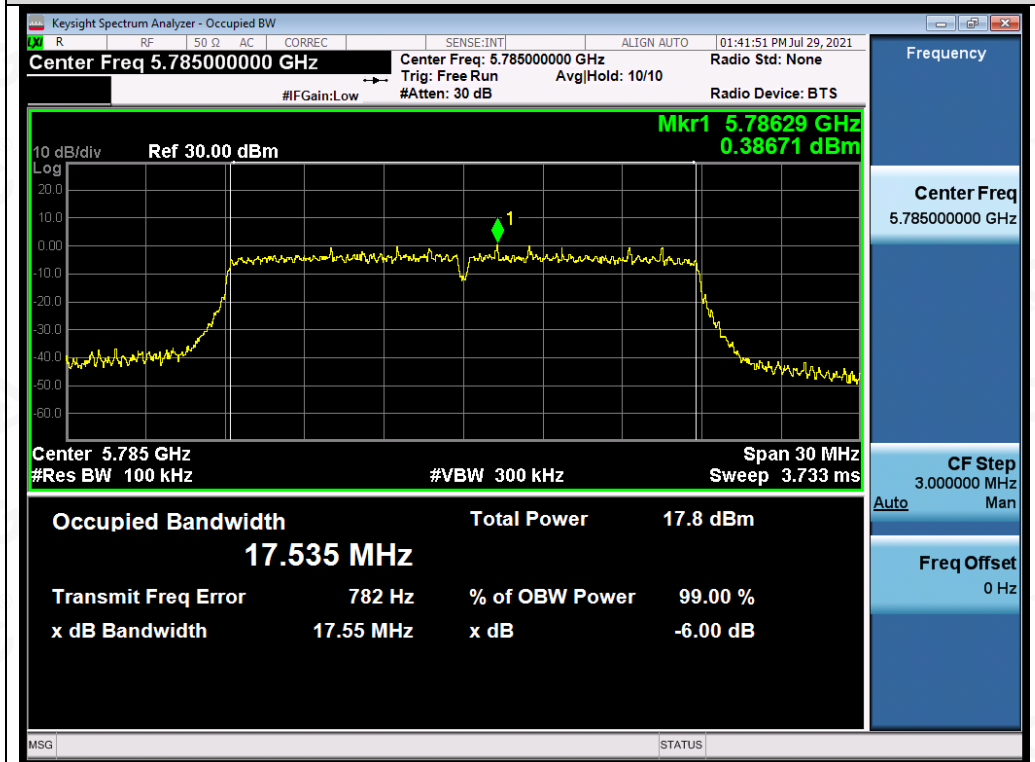 Keysight Spectrum Analyzer - Occupied BW
LXI R RF 50 Ω AC CORREC SENSE:INT ALIGN AUTO 01:41:51 PM Jul 29, 2021
Center Freq 5.785000000 GHz Center Freq: 5.785000000 GHz Radio Std: None
Trig: Free Run Avg|Hold: 10/10
#IFGain:Low #Atten: 30 dB Radio Device: BTS
Frequency
Mkr1 5.78629 GHz
10 dB/div Ref 30.00 dBm 0.38671 dBm
Log
20.0
10.0
0.00
-10.0
-20.0
-30.0
-40.0
-50.0
-60.0
1
Center 5.785 GHz Span 30 MHz
#Res BW 100 kHz #VBW 300 kHz Sweep 3.733 ms
Occupied Bandwidth Total Power 17.8 dBm
17.535 MHz
Transmit Freq Error 782 Hz % of OBW Power 99.00 %
x dB Bandwidth 17.55 MHz x dB -6.00 dB
Center Freq
5.785000000 GHz
CF Step
3.000000 MHz
Auto Man
Freq Offset
0 Hz
MSG STATUS